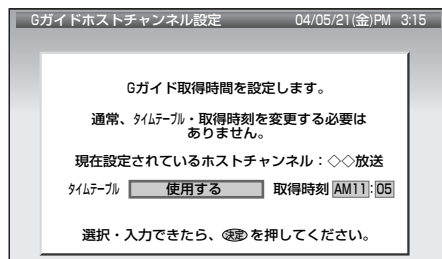 Gガイドホストチャンネル設定 04/05/21(金)PM 3:15
Gガイド取得時間を設定します。
通常、ﾀｲﾑﾃｰﾌﾞﾙ・取得時刻を変更する必要は
ありません。
現在設定されているホストチャンネル：◇◇放送
ﾀｲﾑﾃｰﾌﾞﾙ 使用する 取得時刻 AM11:05
選択・入力できたら、決定を押してください。